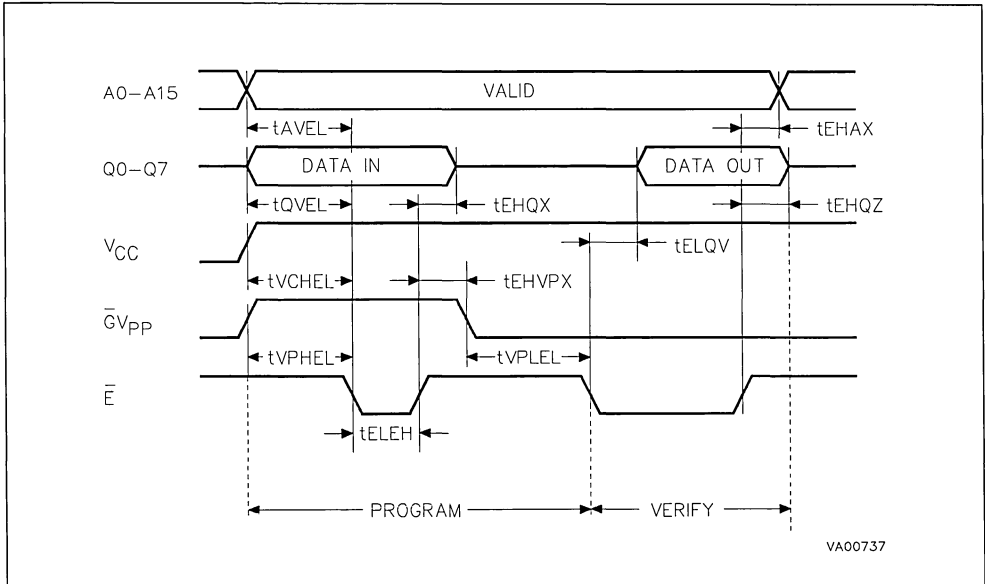 A0–A15
VALID
tAVEL
tEHAX
Q0–Q7
DATA IN
DATA OUT
tQVEL
tEHQX
tEHQZ
VCC
tELQV
tVCHEL
tEHVPX
G̅VPP
tVPHEL
tVPLEL
E̅
tELEH
PROGRAM
VERIFY
VA00737